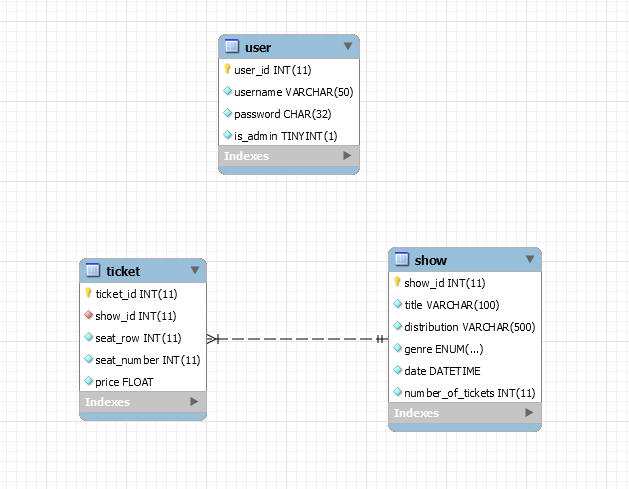 user
user_id INT(11)
username VARCHAR(50)
password CHAR(32)
is_admin TINYINT(1)
Indexes
ticket
ticket_id INT(11)
show_id INT(11)
seat_row INT(11)
seat_number INT(11)
price FLOAT
Indexes
show
show_id INT(11)
title VARCHAR(100)
distribution VARCHAR(500)
genre ENUM(...)
date DATETIME
number_of_tickets INT(11)
Indexes